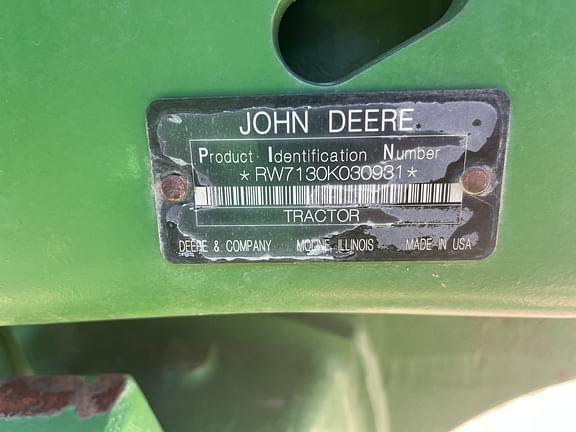 JOHN DEERE
Product Identification Number
*RW7130K030931*
TRACTOR
DEERE & COMPANY MOLINE, ILLINOIS MADE IN USA